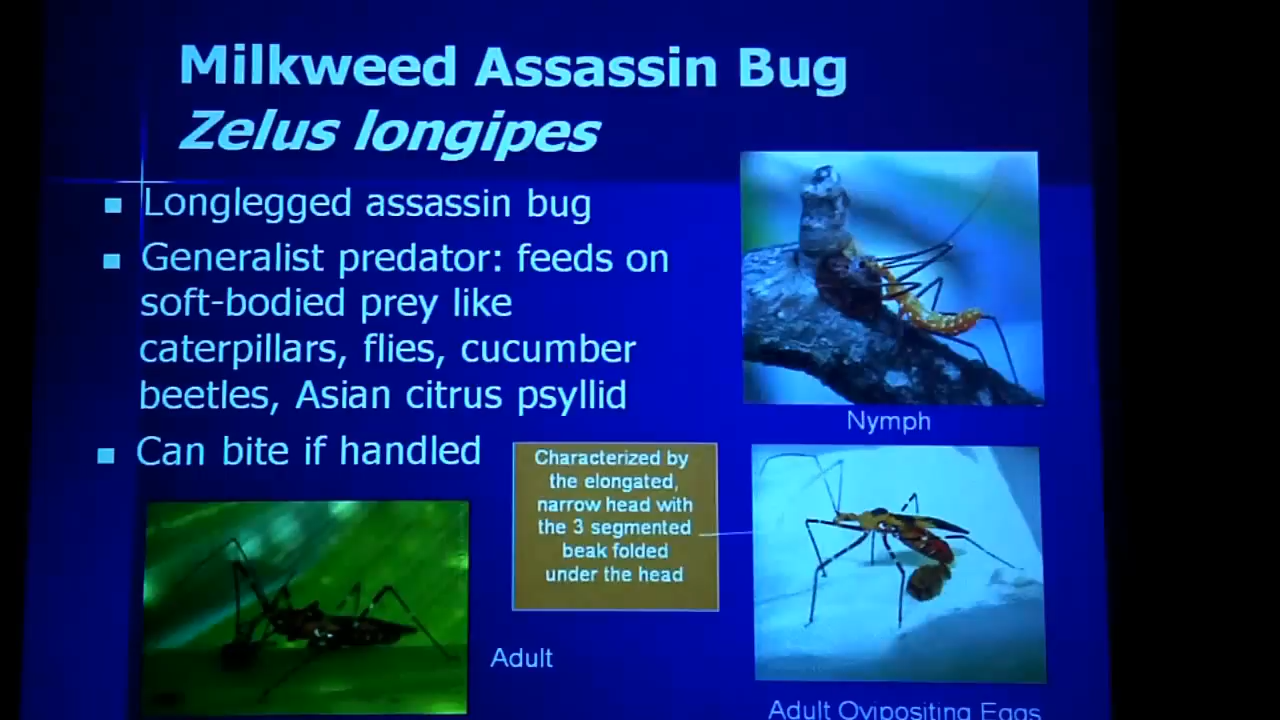 Milkweed Assassin Bug
Zelus longipes
Longlegged assassin bug
Generalist predator: feeds on
soft-bodied prey like
caterpillars, flies, cucumber
beetles, Asian citrus psyllid
Can bite if handled
Nymph
Characterized by
the elongated,
narrow head with
the 3 segmented
beak folded
under the head
Adult
Adult Ovipositing Eggs